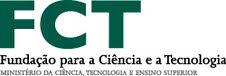 FCT
Fundação para a Ciência e a Tecnologia
MINISTÉRIO DA CIÊNCIA, TECNOLOGIA E ENSINO SUPERIOR